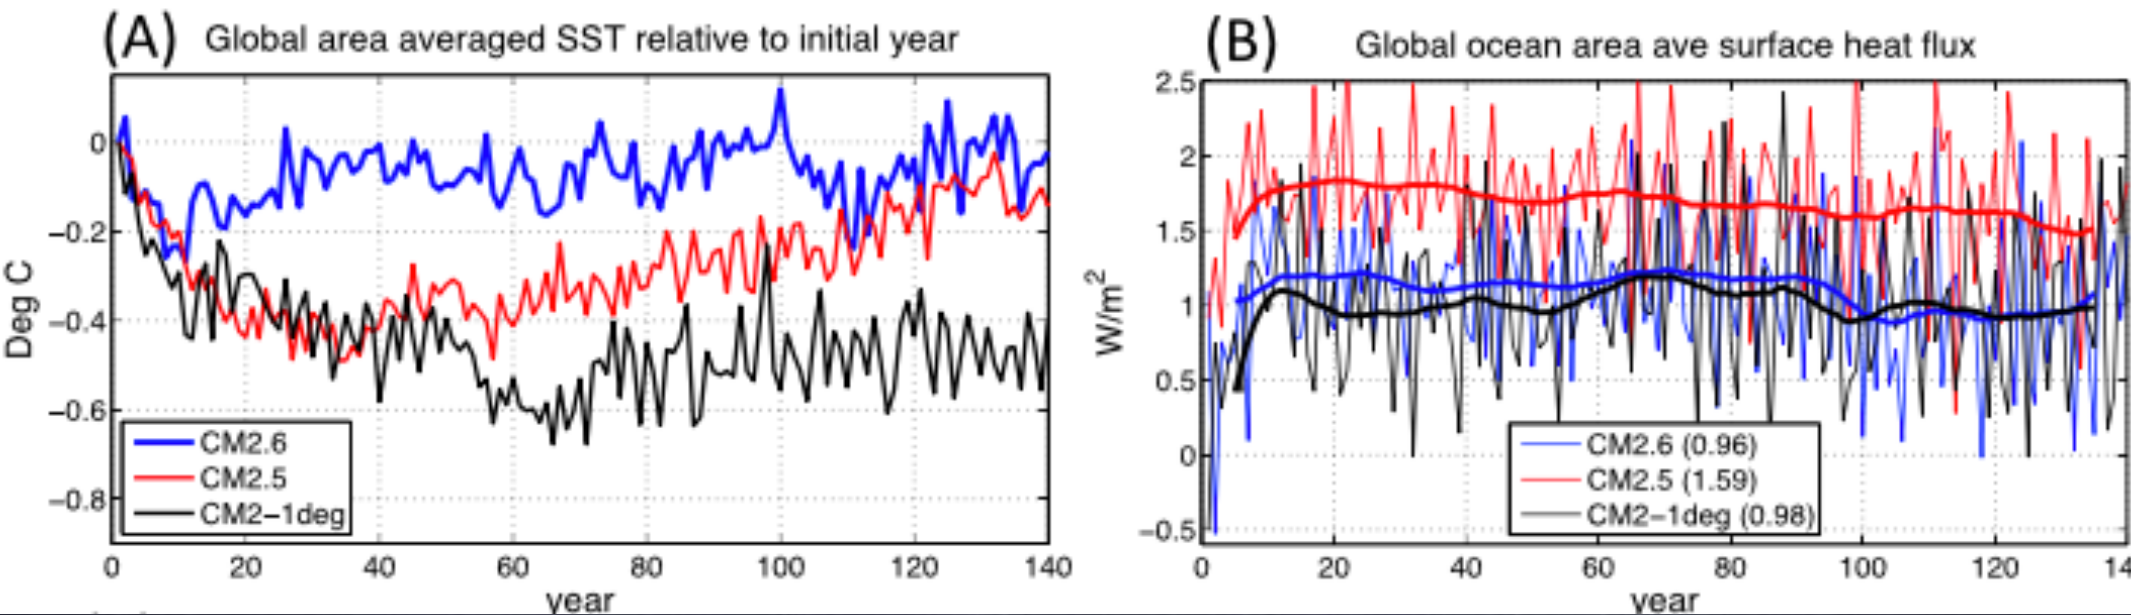 (A) Global area averaged SST relative to initial year
0
−0.2
−0.4
−0.6
−0.8
Deg C
CM2.6
CM2.5
CM2−1deg
0 20 40 60 80 100 120 140
year
(B) Global ocean area ave surface heat flux
2.5
2
1.5
1
0.5
0
−0.5
W/m²
CM2.6 (0.96)
CM2.5 (1.59)
CM2−1deg (0.98)
0 20 40 60 80 100 120 14
year